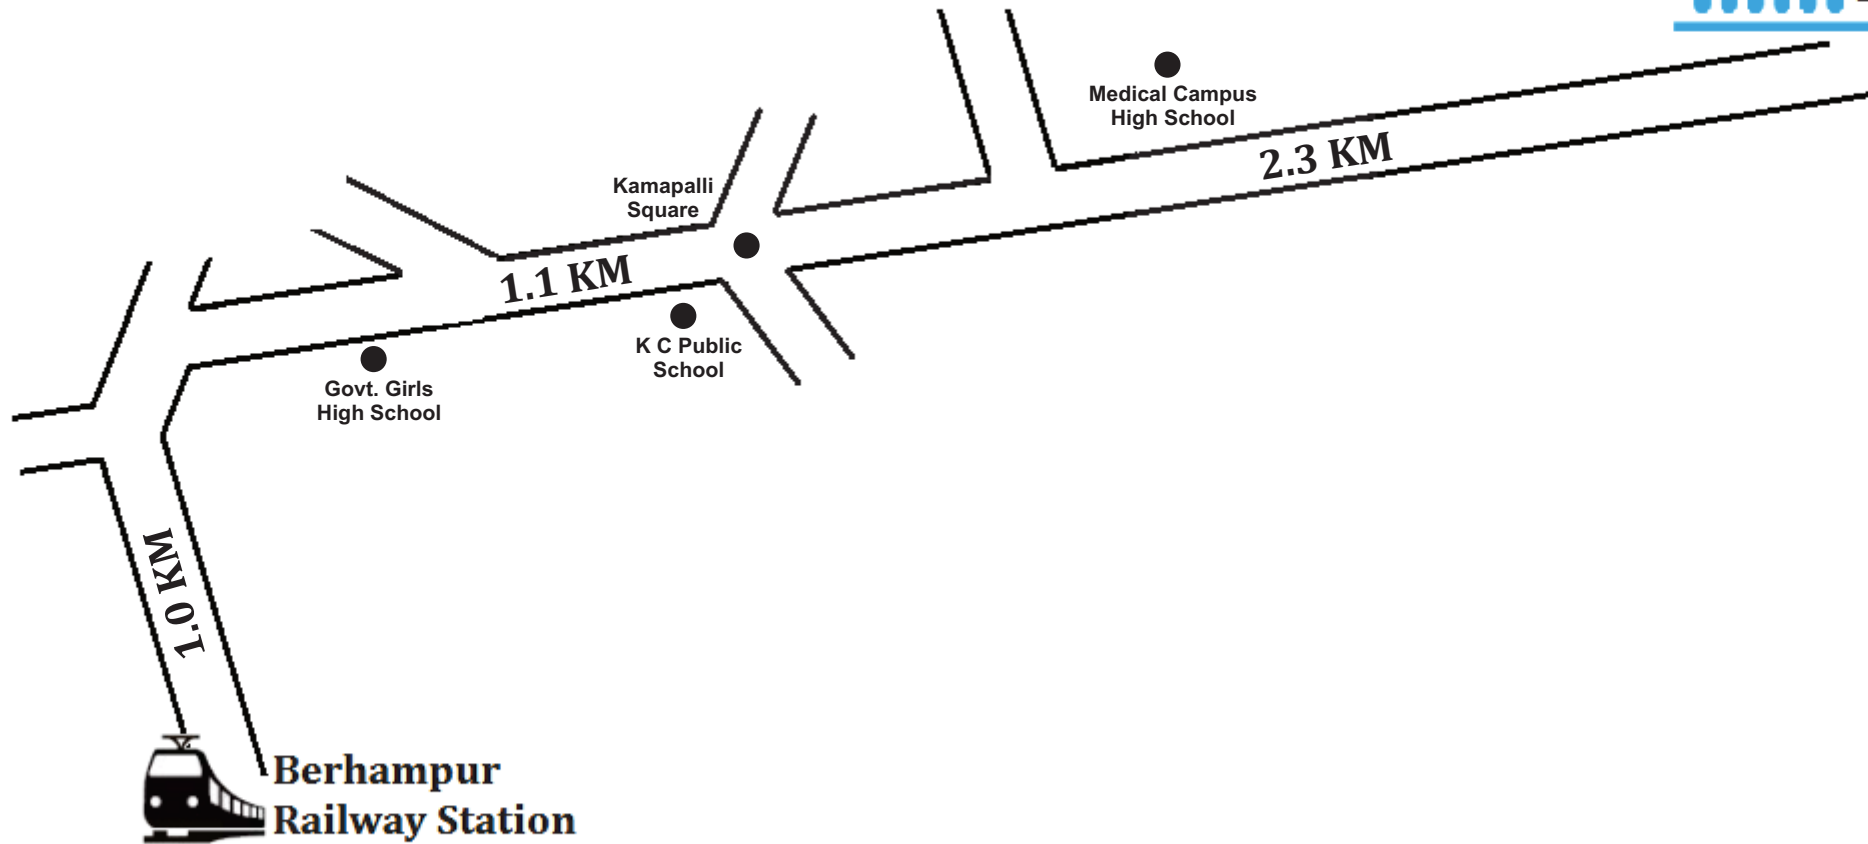 Medical Campus
High School
2.3 KM
Kamapalli
Square
1.1 KM
K C Public
School
Govt. Girls
High School
1.0 KM
Berhampur
Railway Station